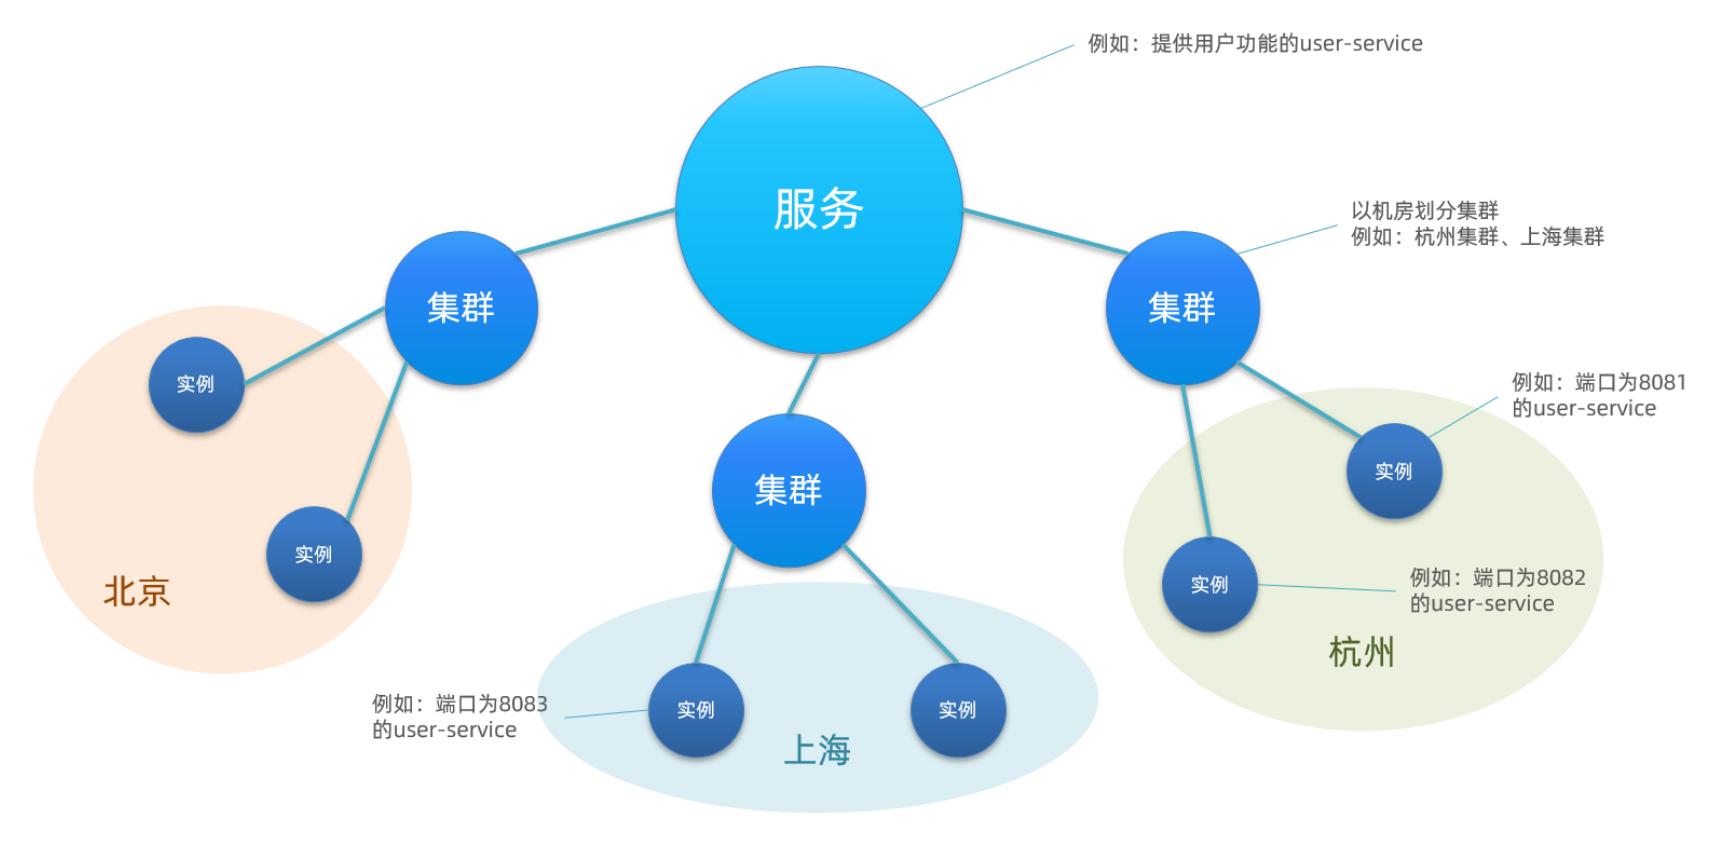 例如：提供用户功能的user-service
服务
以机房划分集群
例如：杭州集群、上海集群
集群
集群
实例
例如：端口为8081
的user-service
实例
集群
实例
北京
实例
例如：端口为8082
的user-service
杭州
例如：端口为8083
的user-service
实例
实例
上海